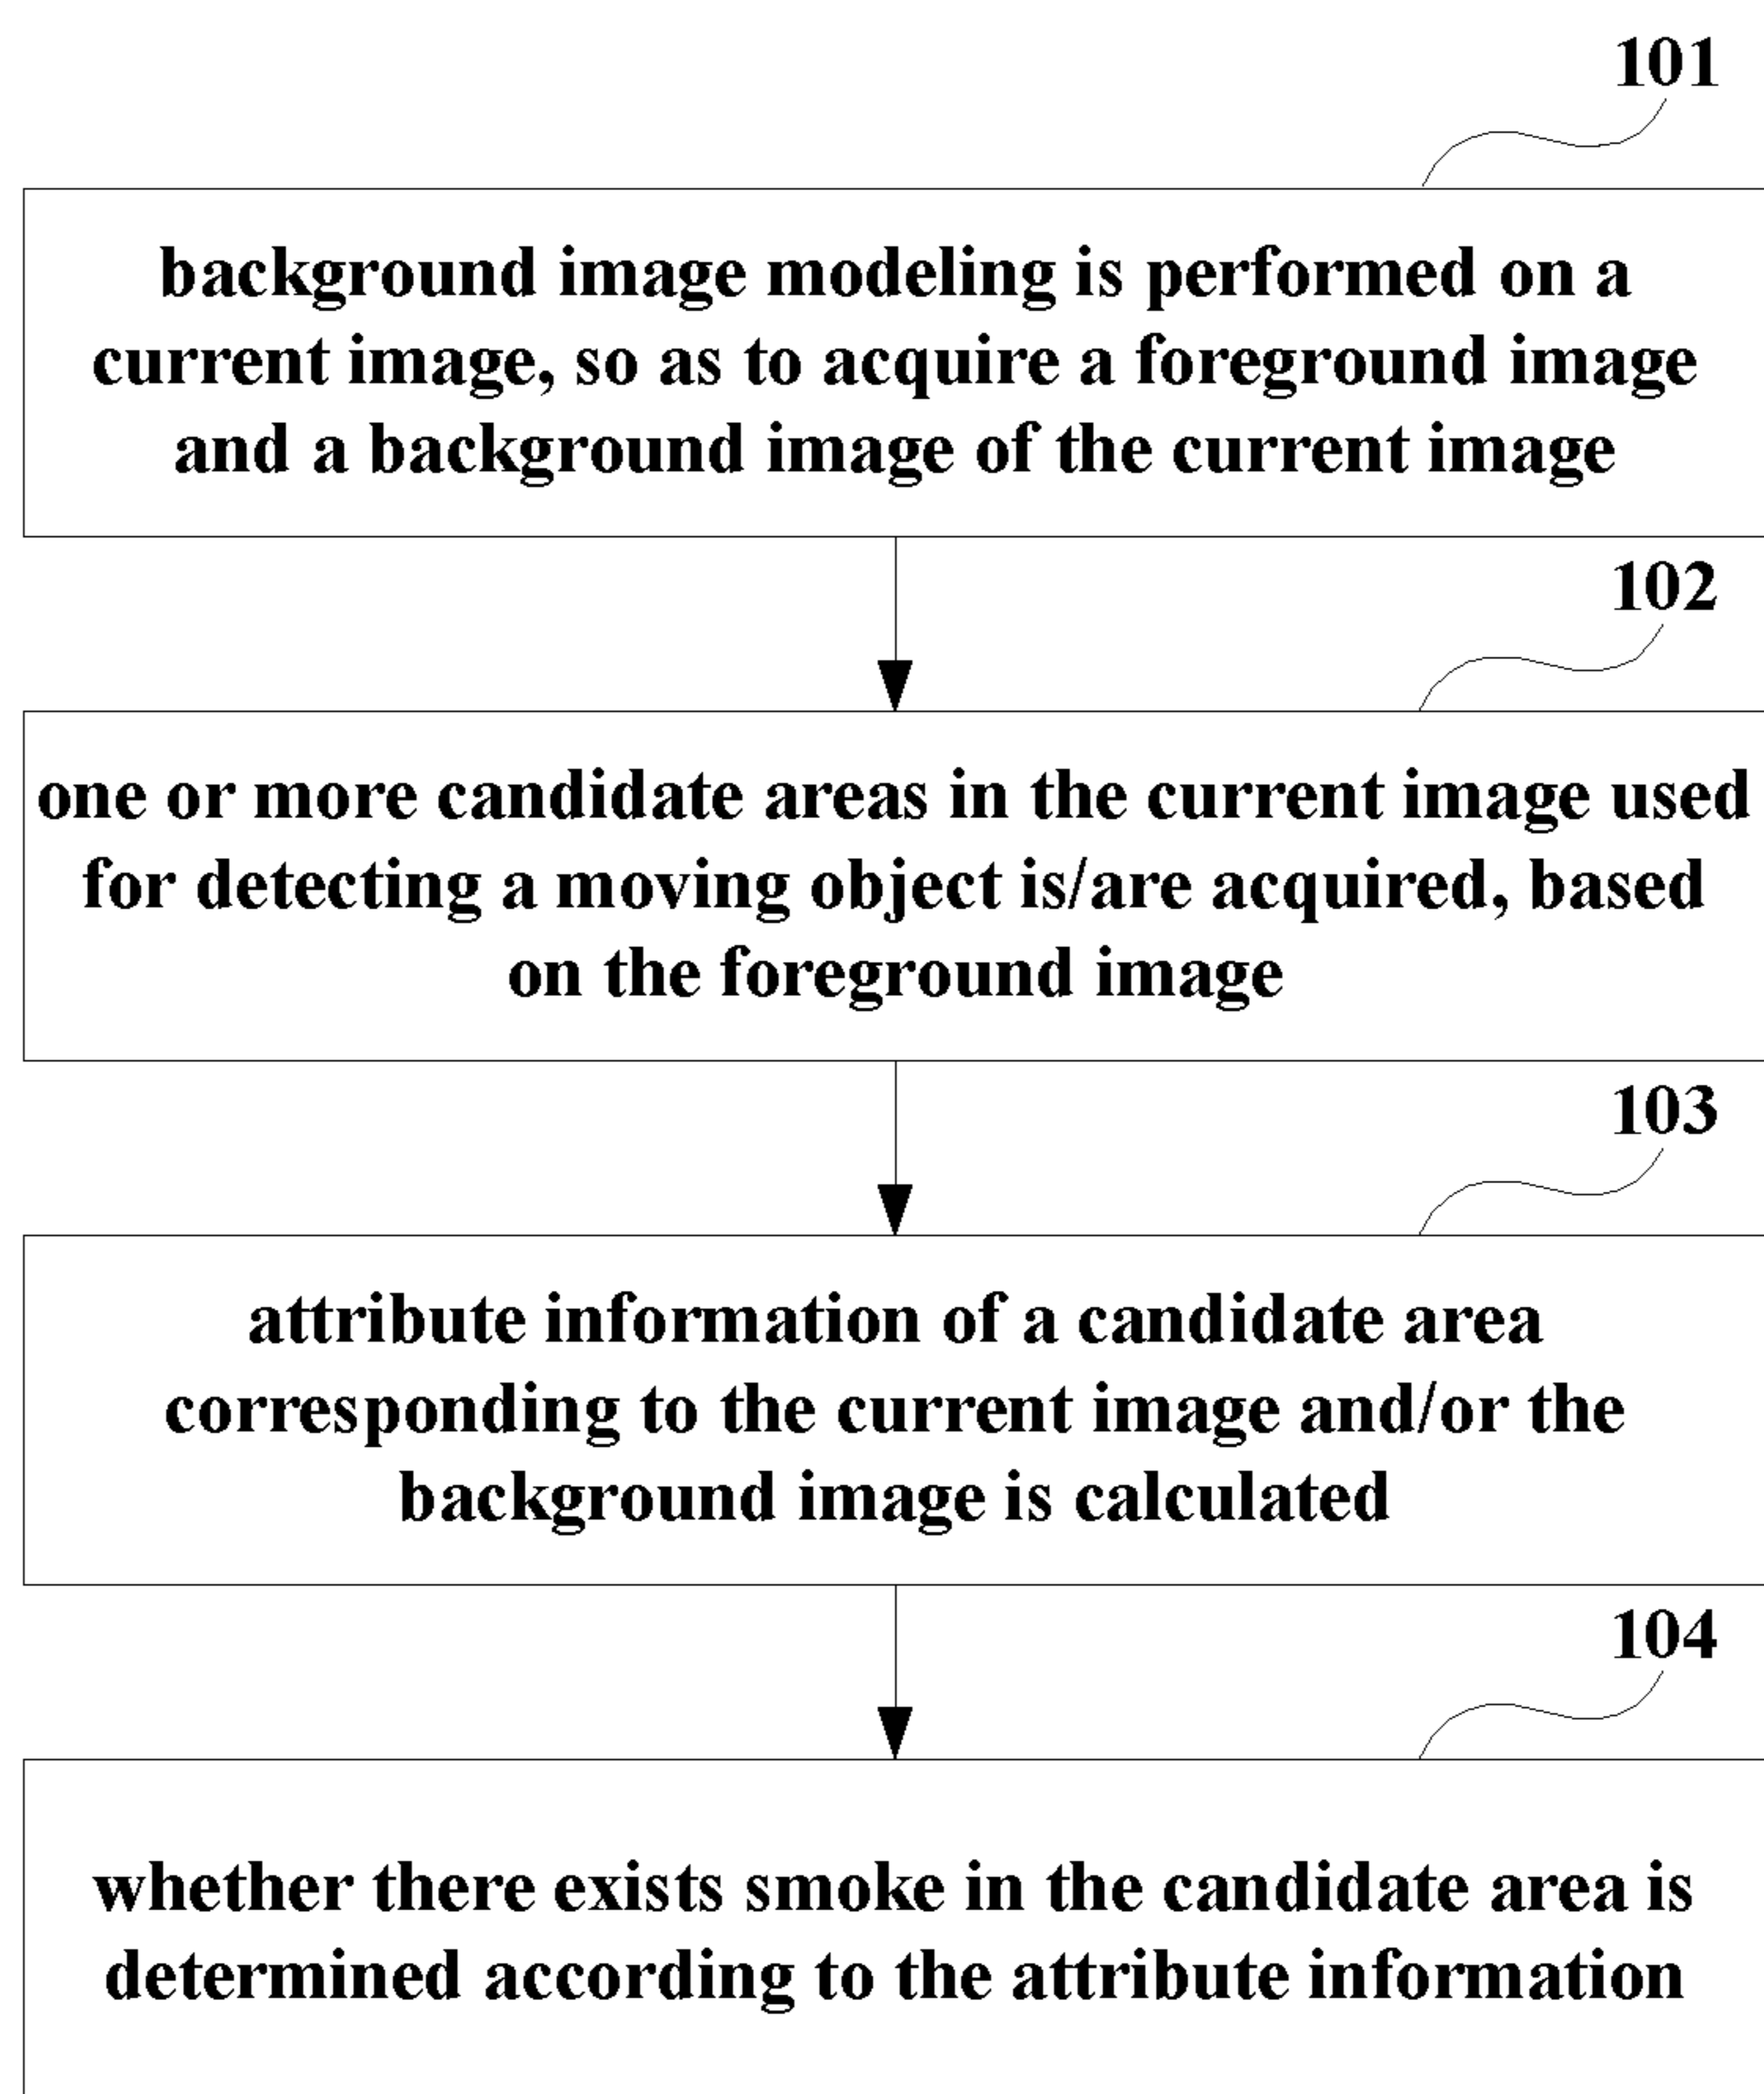 101
background image modeling is performed on a
current image, so as to acquire a foreground image
and a background image of the current image
102
one or more candidate areas in the current image used
for detecting a moving object is/are acquired, based
on the foreground image
103
attribute information of a candidate area
corresponding to the current image and/or the
background image is calculated
104
whether there exists smoke in the candidate area is
determined according to the attribute information